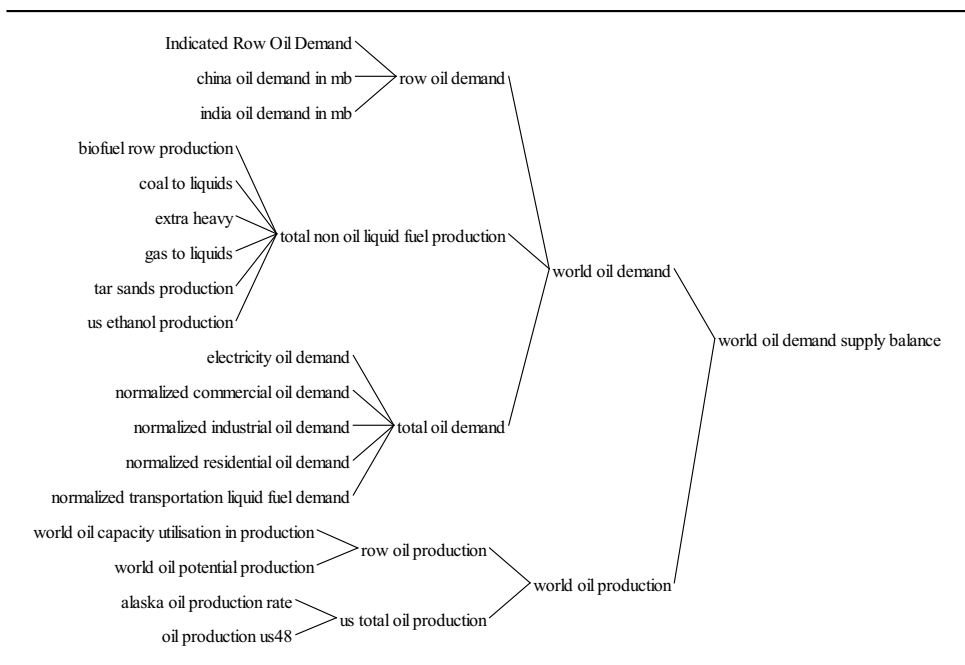 Indicated Row Oil Demand
china oil demand in mb
row oil demand
india oil demand in mb
biofuel row production
coal to liquids
extra heavy
total non oil liquid fuel production
gas to liquids
world oil demand
tar sands production
us ethanol production
world oil demand supply balance
electricity oil demand
normalized commercial oil demand
normalized industrial oil demand
total oil demand
normalized residential oil demand
normalized transportation liquid fuel demand
world oil capacity utilisation in production
row oil production
world oil potential production
world oil production
alaska oil production rate
us total oil production
oil production us48